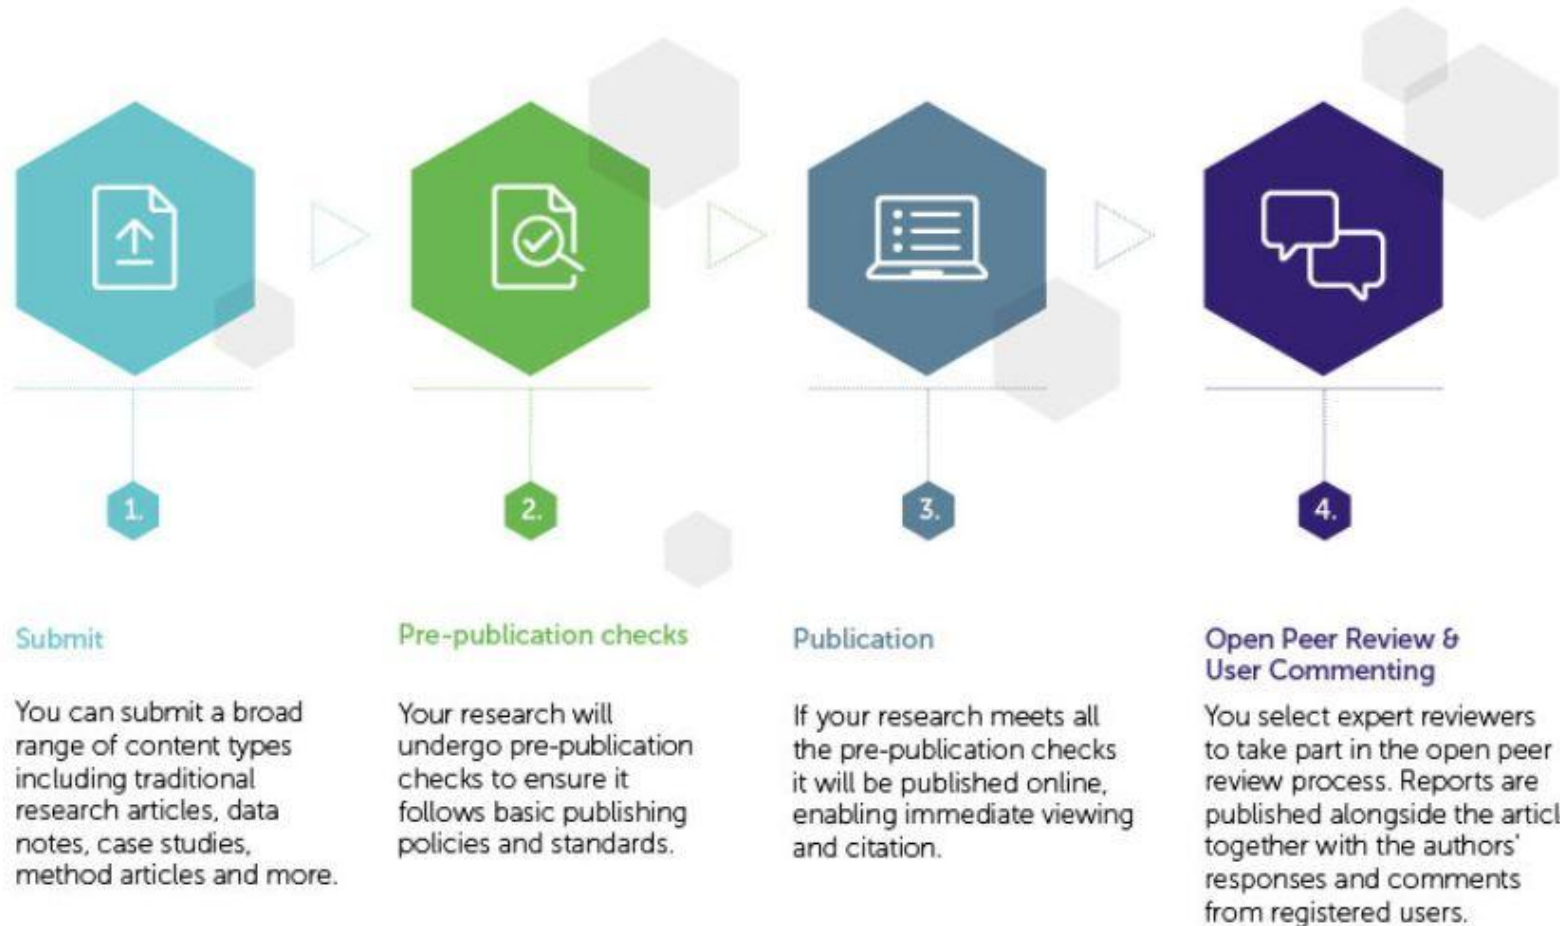 1.
2.
3.
4.
Submit
You can submit a broad
range of content types
including traditional
research articles, data
notes, case studies,
method articles and more.
Pre-publication checks
Your research will
undergo pre-publication
checks to ensure it
follows basic publishing
policies and standards.
Publication
If your research meets all
the pre-publication checks
it will be published online,
enabling immediate viewing
and citation.
Open Peer Review &
User Commenting
You select expert reviewers
to take part in the open peer
review process. Reports are
published alongside the articl
together with the authors'
responses and comments
from registered users.